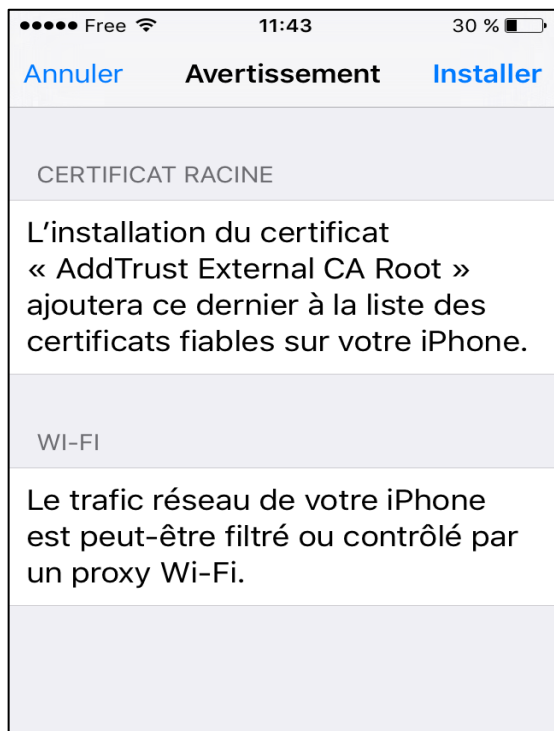 Free 11:43 30 %
Annuler Avertissement Installer
CERTIFICAT RACINE
L’installation du certificat
« AddTrust External CA Root »
ajoutera ce dernier à la liste des
certificats fiables sur votre iPhone.
WI-FI
Le trafic réseau de votre iPhone
est peut-être filtré ou contrôlé par
un proxy Wi-Fi.